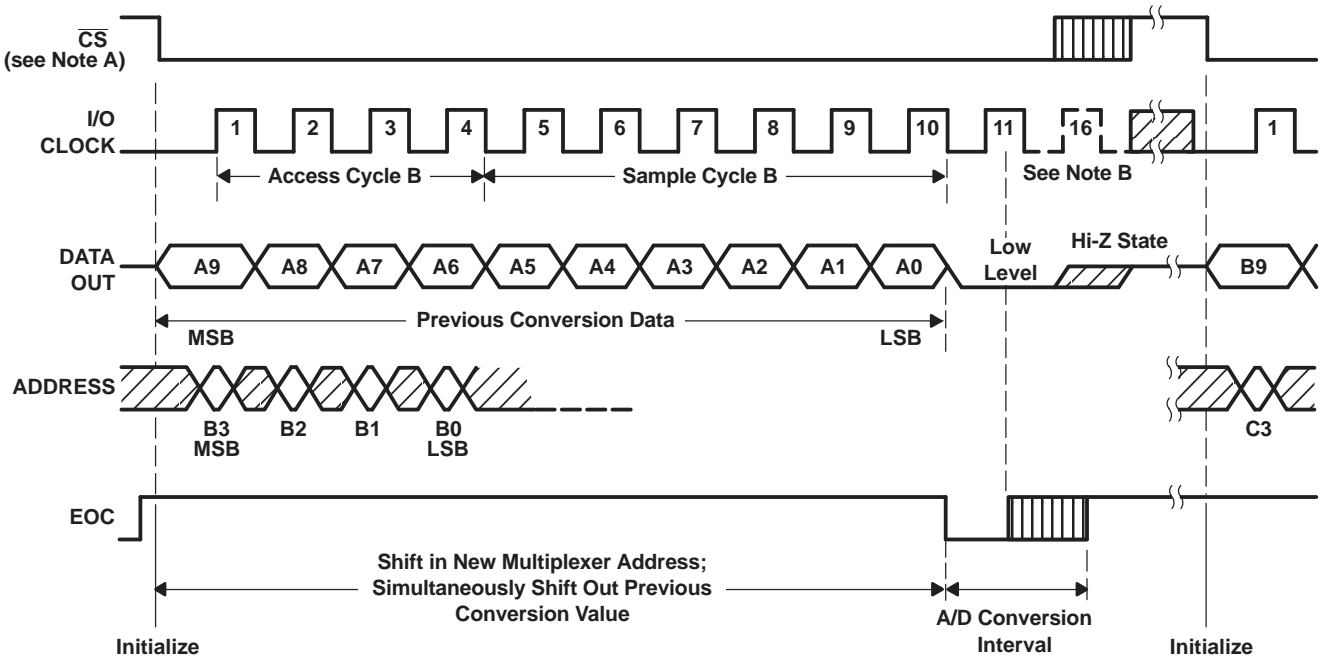 CS
(see Note A)
I/O
CLOCK
1 2 3 4 5 6 7 8 9 10 11 16 1
Access Cycle B
Sample Cycle B
See Note B
DATA
OUT
A9 A8 A7 A6 A5 A4 A3 A2 A1 A0
Low
Level
Hi-Z State
B9
Previous Conversion Data
MSB
LSB
ADDRESS
B3 B2 B1 B0
MSB LSB
C3
EOC
Shift in New Multiplexer Address;
Simultaneously Shift Out Previous
Conversion Value
A/D Conversion
Interval
Initialize
Initialize